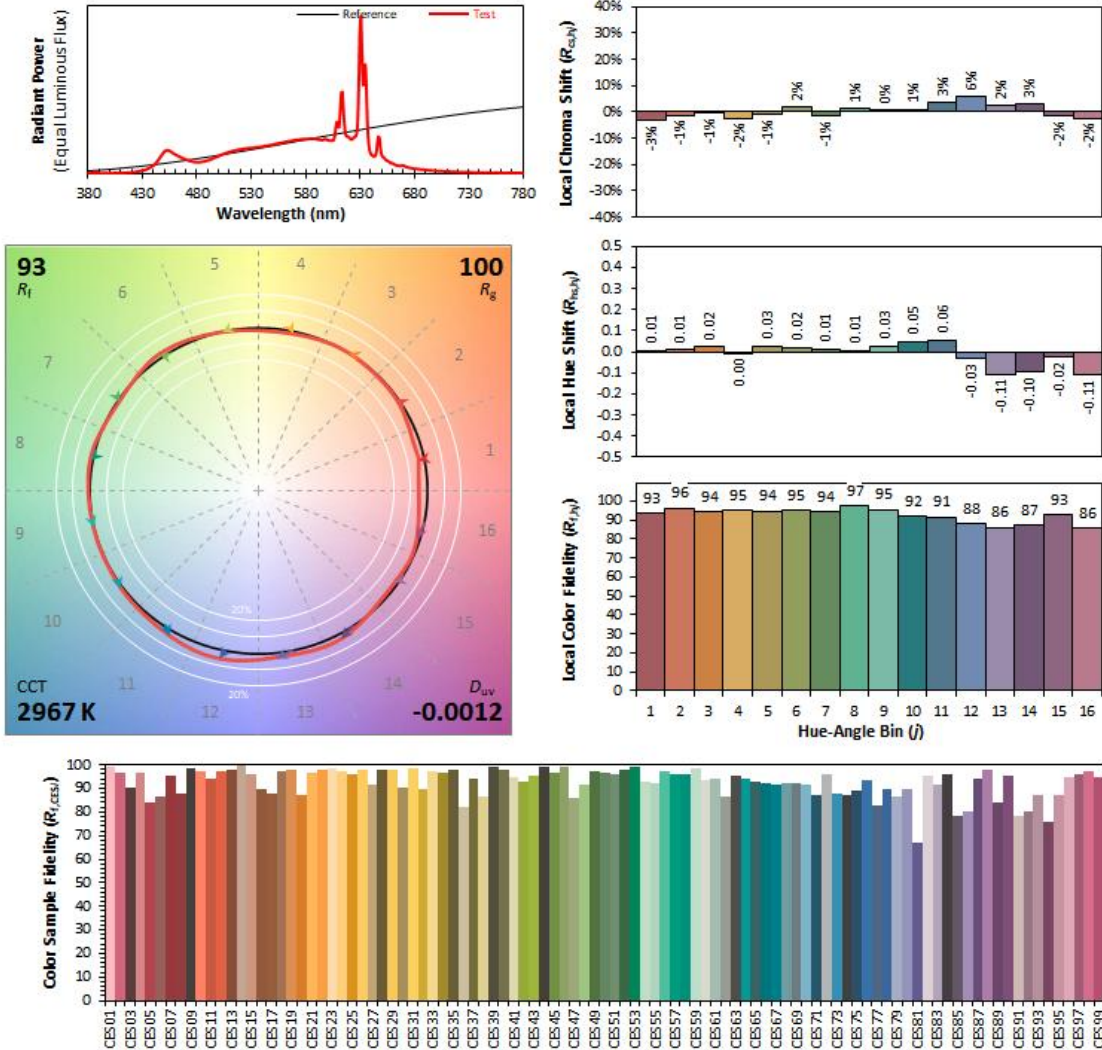 Reference Test
Radiant Power
(Equal Luminous Flux)
380 430 480 530 580 630 680 730 780
Wavelength (nm)
Local Chroma Shift (Rcs,hj)
40%
30%
20%
10%
0%
-10%
-20%
-30%
-40%
-3% -1% -1% -2% -1% 2% -1% 1% 0% 1% 3% 6% 2% 3% -2% -2%
93
Rf
100
Rg
5 4
6 3
7 2
8 1
9 16
10 15
11 14
12 13
20%
20%
CCT
2967 K
Duv
-0.0012
Local Hue Shift (Rhs,hj)
0.5
0.4
0.3
0.2
0.1
0.0
-0.1
-0.2
-0.3
-0.4
-0.5
0.01 0.01 0.02 0.00 0.03 0.02 0.01 0.01 0.03 0.05 0.06 -0.03 -0.11 -0.10 -0.02 -0.11
Local Color Fidelity (Rf,hj)
100
90
80
70
60
50
40
30
20
10
0
93 96 94 95 94 95 94 97 95 92 91 88 86 87 93 86
1 2 3 4 5 6 7 8 9 10 11 12 13 14 15 16
Hue-Angle Bin (j)
Color Sample Fidelity (Rf,CESi)
100
90
80
70
60
50
40
30
20
10
0
CES01 CES03 CES05 CES07 CES09 CES11 CES13 CES15 CES17 CES19 CES21 CES23 CES25 CES27 CES29 CES31 CES33 CES35 CES37 CES39 CES41 CES43 CES45 CES47 CES49 CES51 CES53 CES55 CES57 CES59 CES61 CES63 CES65 CES67 CES69 CES71 CES73 CES75 CES77 CES79 CES81 CES83 CES85 CES87 CES89 CES91 CES93 CES95 CES97 CES99